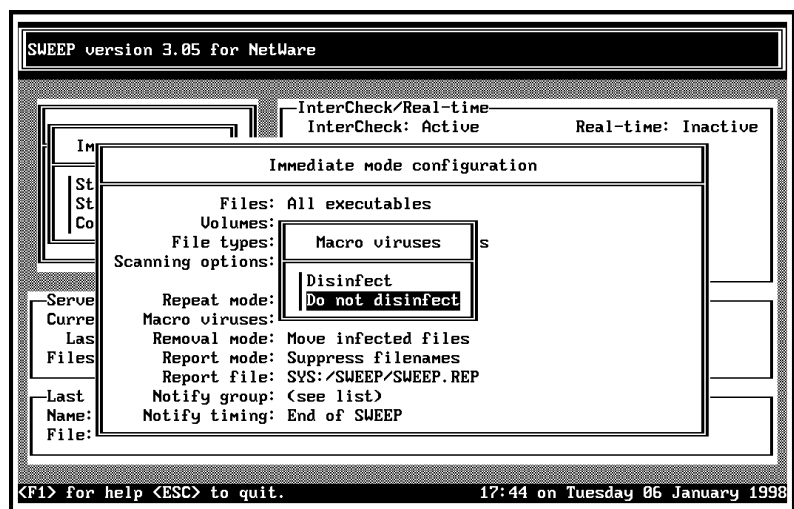 SWEEP version 3.05 for NetWare
InterCheck/Real-time
InterCheck: Active Real-time: Inactive
Im
St
St
Co
Immediate mode configuration
Files: All executables
Volumes:
File types: s
Scanning options:
Macro viruses
Disinfect
Do not disinfect
Repeat mode:
Macro viruses:
Removal mode: Move infected files
Report mode: Suppress filenames
Report file: SYS:/SWEEP/SWEEP.REP
Notify group: (see list)
Notify timing: End of SWEEP
Serve
Curre
Las
Files
Last
Name:
File:
<F1> for help <ESC> to quit. 17:44 on Tuesday 06 January 1998